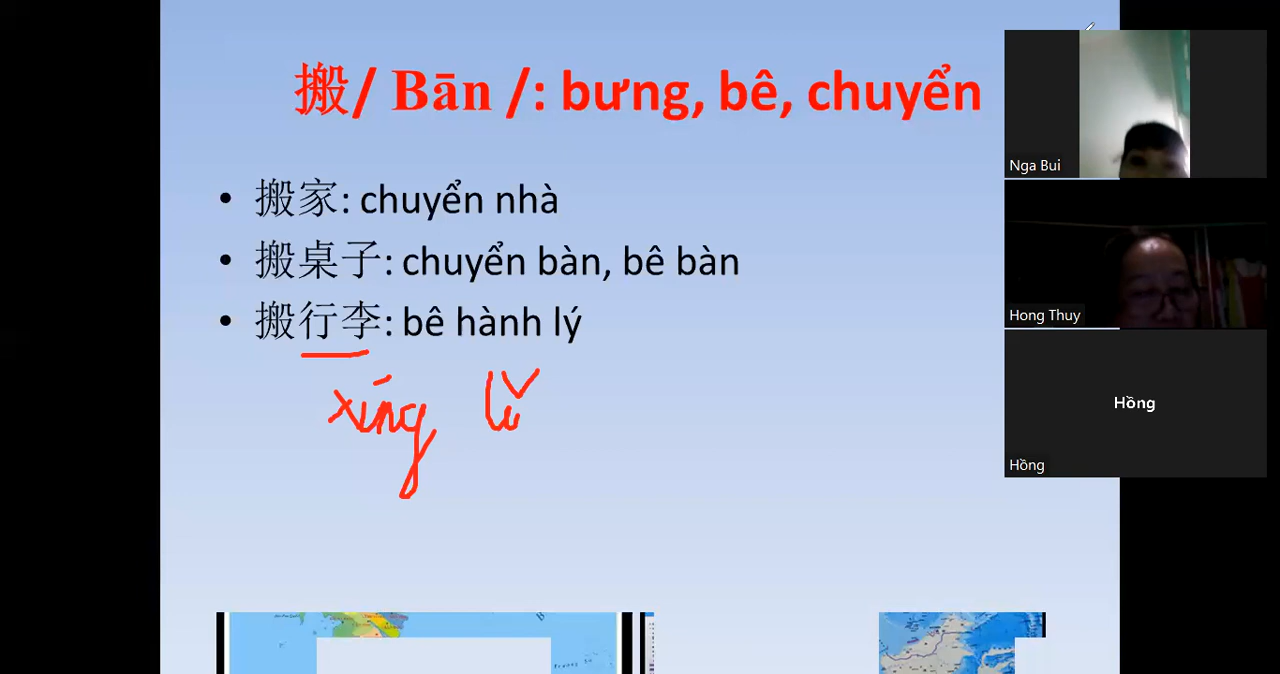 搬/ Bān /: bưng, bê, chuyển
• 搬家: chuyển nhà
• 搬桌子: chuyển bàn, bê bàn
• 搬行李: bê hành lý
xíng lǐ
Nga Bui
Hong Thuy
Hồng
Hồng